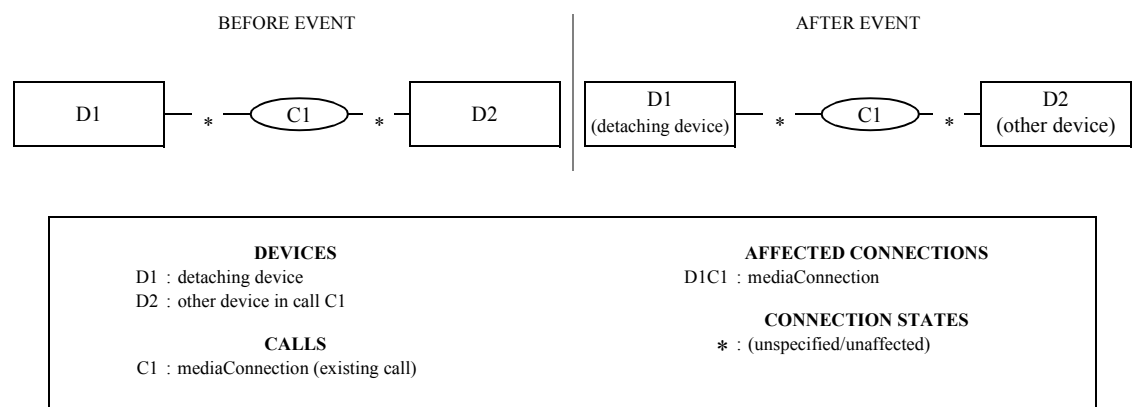 BEFORE EVENT
D1
*
C1
*
D2
AFTER EVENT
D1
(detaching device)
*
C1
*
D2
(other device)
DEVICES
D1 : detaching device
D2 : other device in call C1
CALLS
C1 : mediaConnection (existing call)
AFFECTED CONNECTIONS
D1C1 : mediaConnection
CONNECTION STATES
* : (unspecified/unaffected)